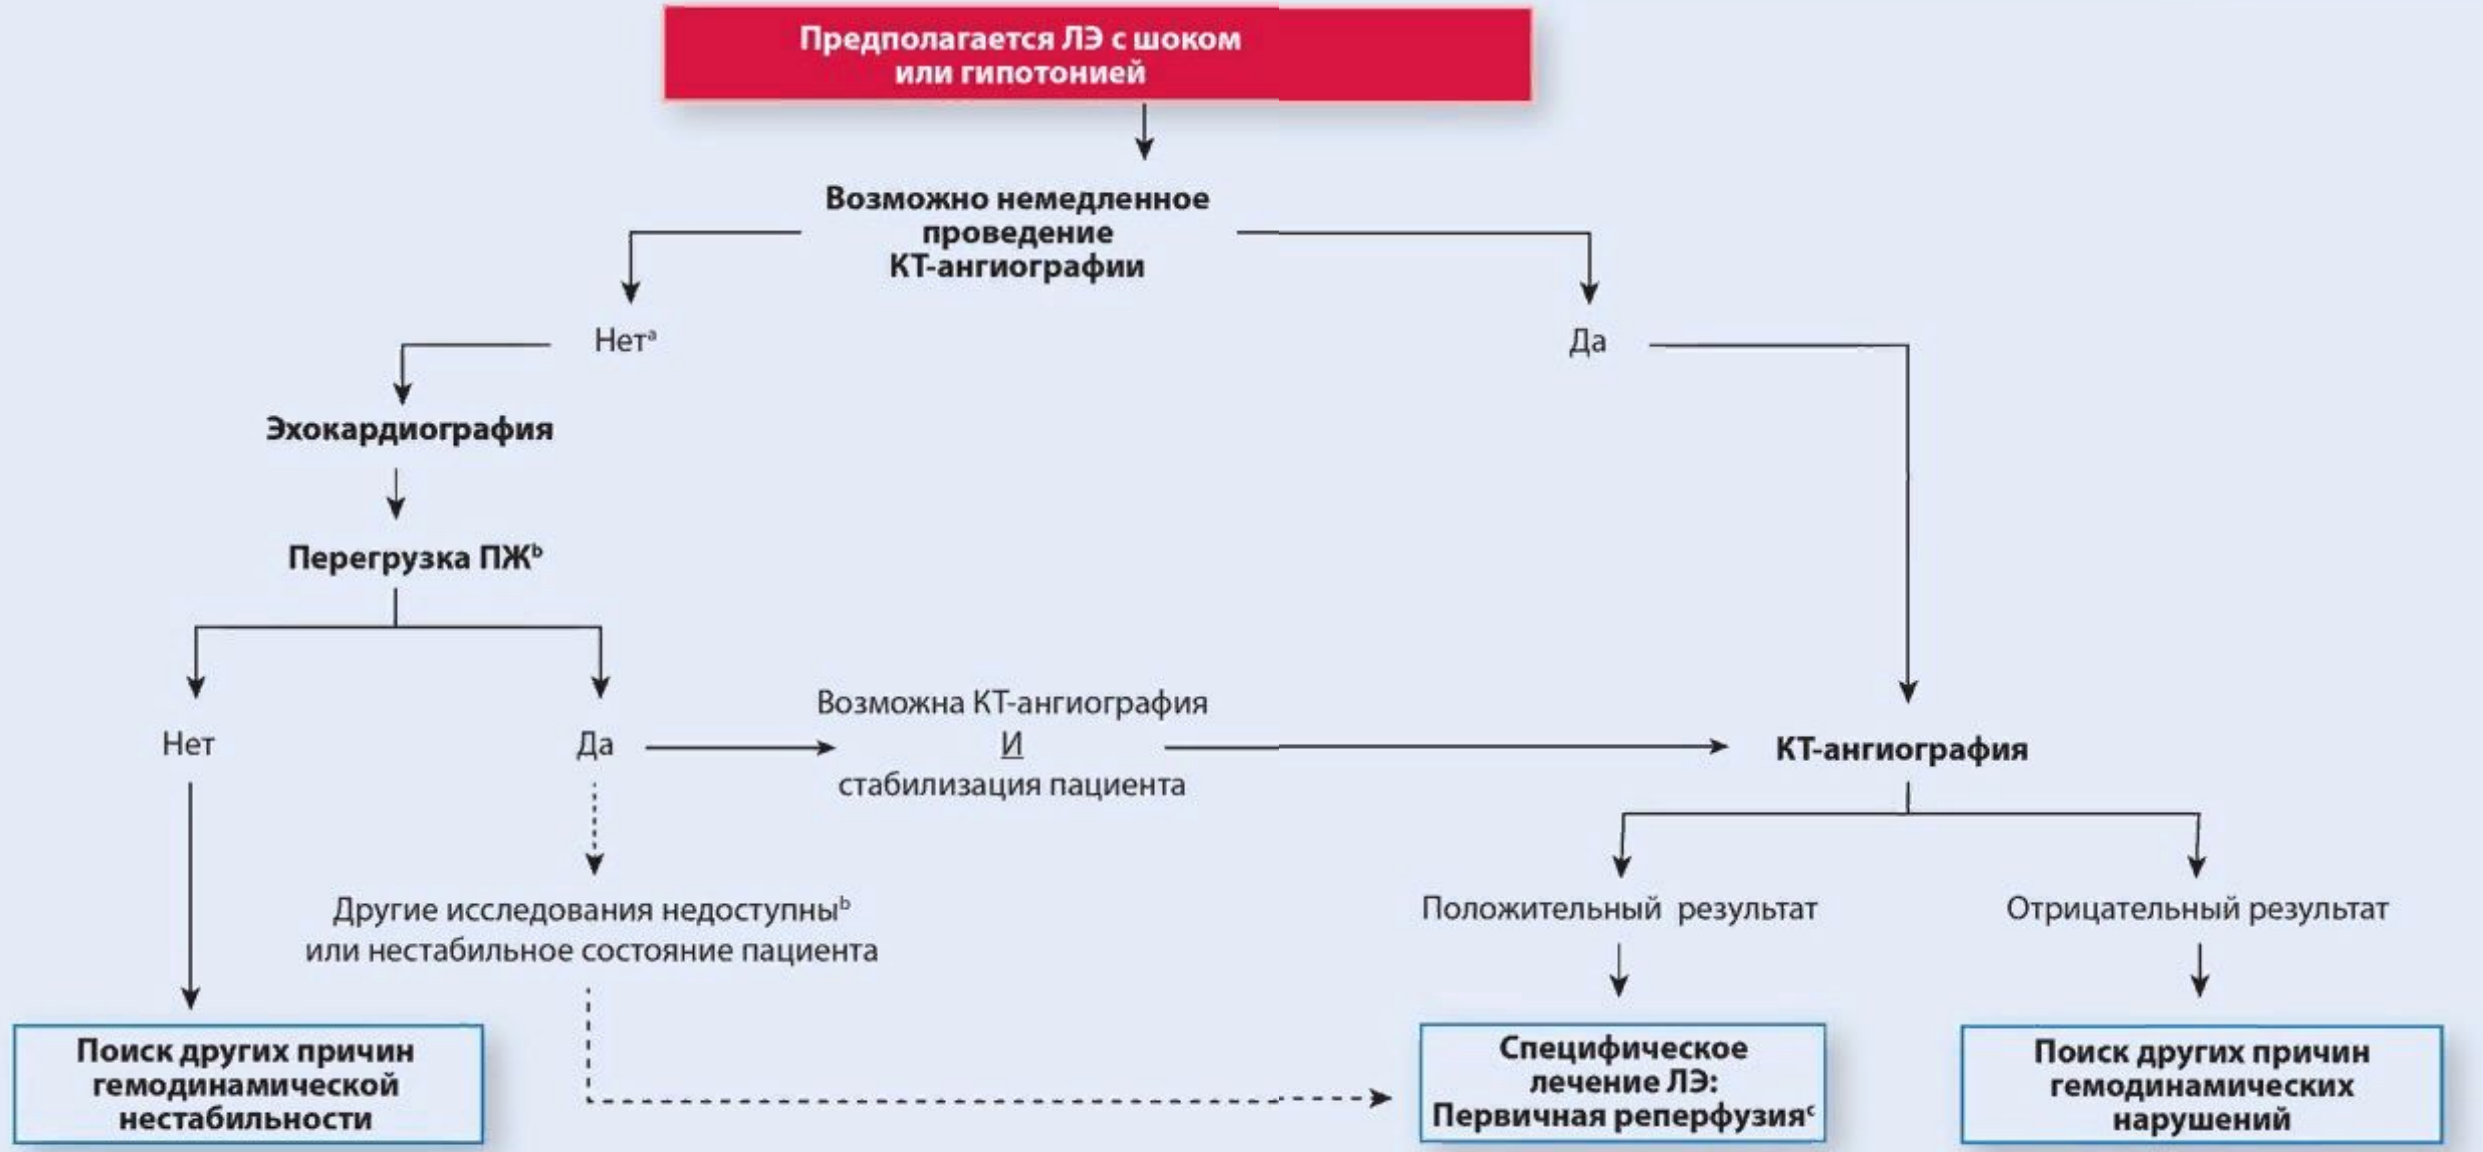 Предполагается ЛЭ с шоком
или гипотонией
Возможно немедленное
проведение
КТ-ангиографии
Нетᵃ
Да
Эхокардиография
Перегрузка ПЖᵇ
Нет
Да
Возможна КТ-ангиография
И
стабилизация пациента
КТ-ангиография
Другие исследования недоступныᵇ
или нестабильное состояние пациента
Положительный результат
Отрицательный результат
Поиск других причин
гемодинамической
нестабильности
Специфическое
лечение ЛЭ:
Первичная реперфузияᶜ
Поиск других причин
гемодинамических
нарушений